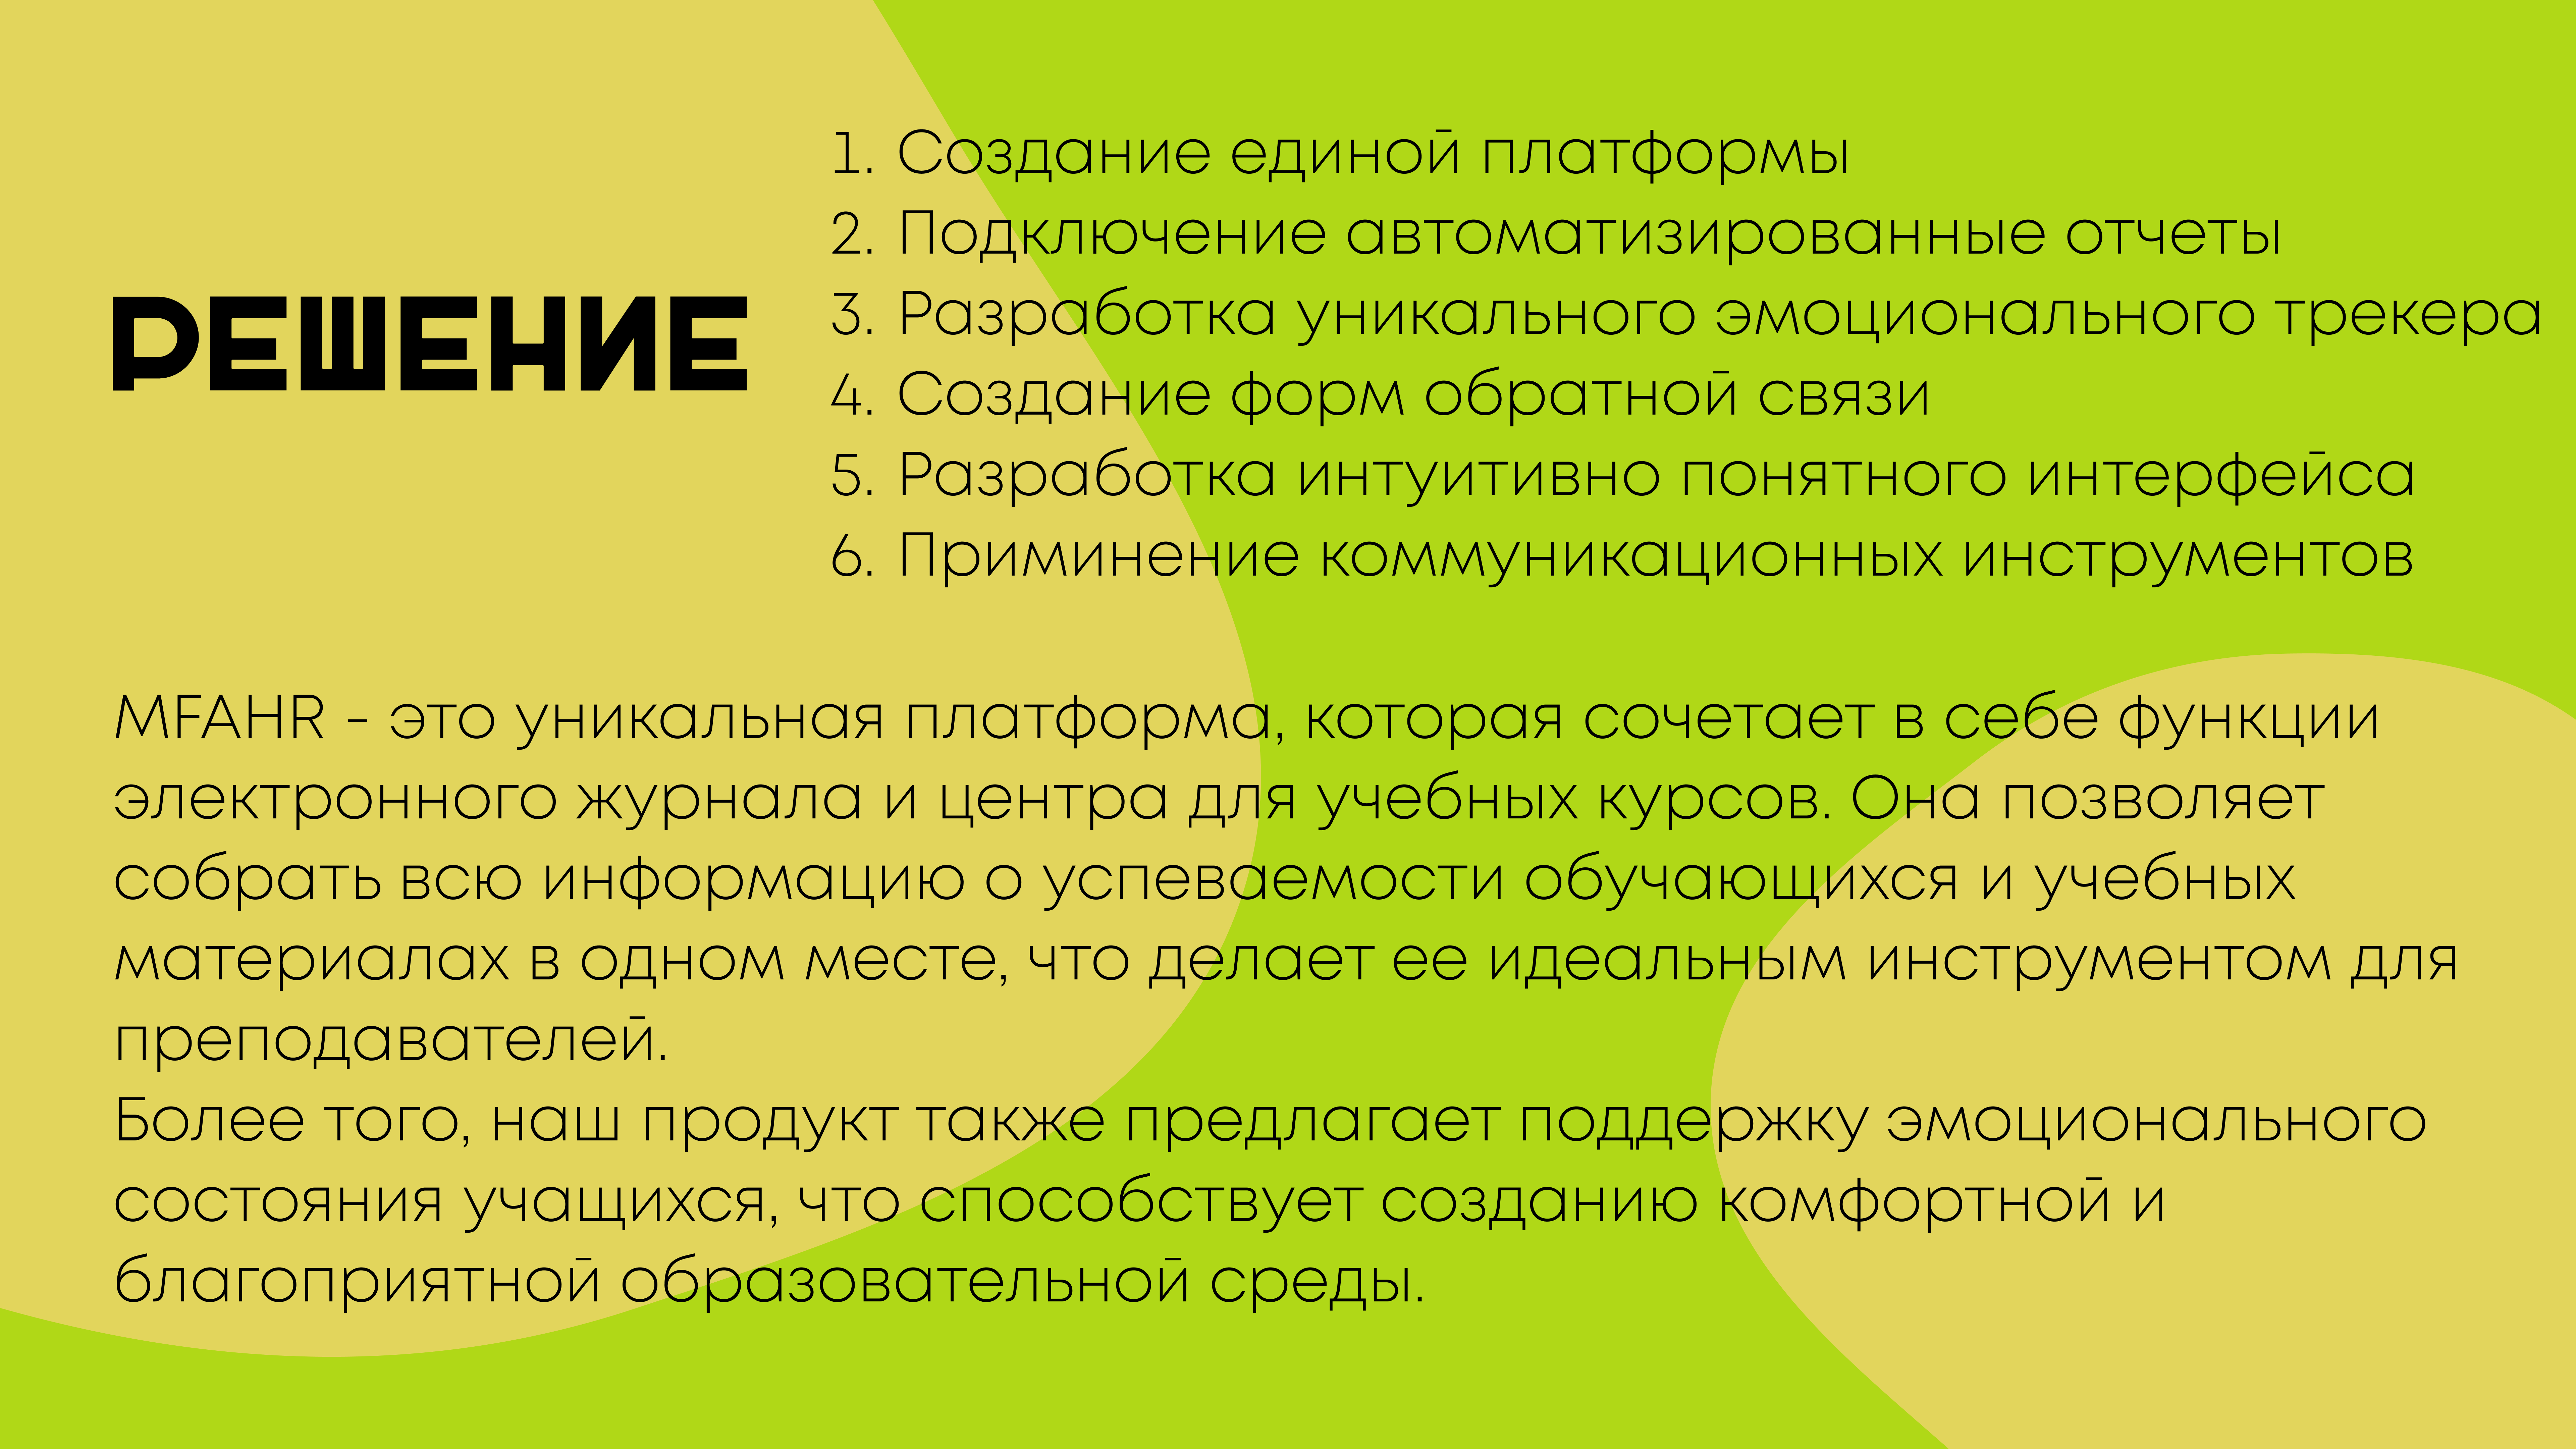 РЕШЕНИЕ
1. Создание единой платформы
2. Подключение автоматизированные отчеты
3. Разработка уникального эмоционального трекера
4. Создание форм обратной связи
5. Разработка интуитивно понятного интерфейса
6. Приминение коммуникационных инструментов
MFAHR - это уникальная платформа, которая сочетает в себе функции
электронного журнала и центра для учебных курсов. Она позволяет
собрать всю информацию о успеваемости обучающихся и учебных
материалах в одном месте, что делает ее идеальным инструментом для
преподавателей.
Более того, наш продукт также предлагает поддержку эмоционального
состояния учащихся, что способствует созданию комфортной и
благоприятной образовательной среды.